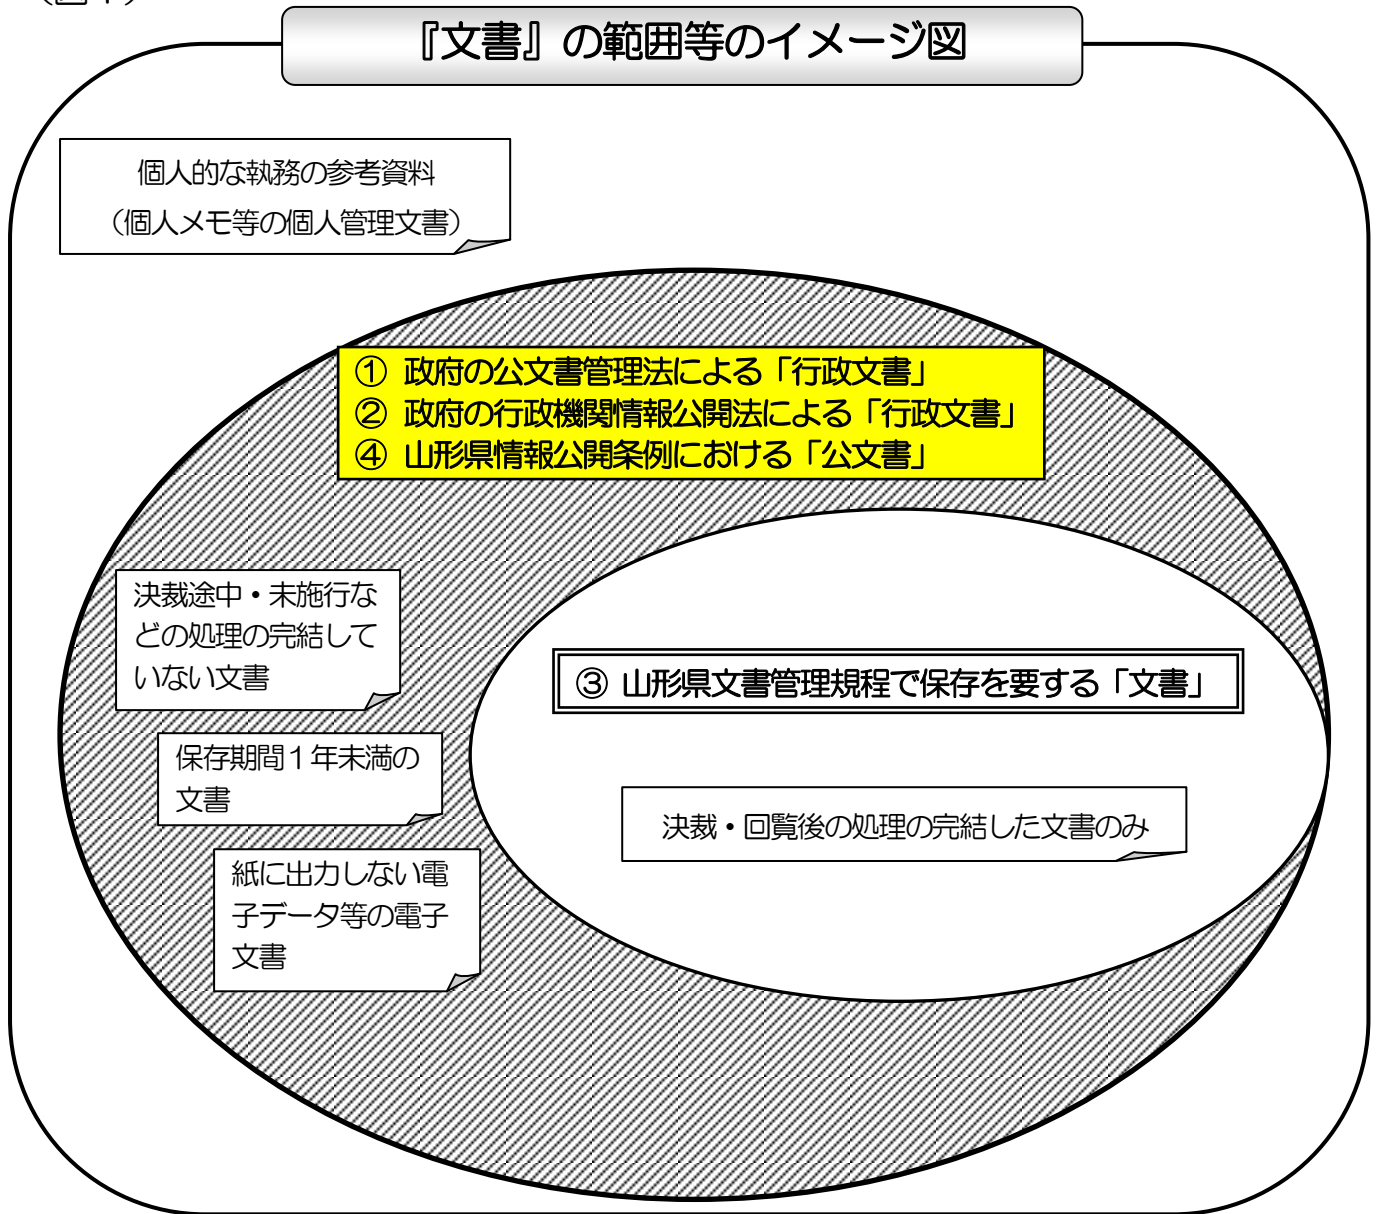 『文書』の範囲等のイメージ図
個人的な執務の参考資料
（個人メモ等の個人管理文書）
① 政府の公文書管理法による「行政文書」
② 政府の行政機関情報公開法による「行政文書」
④ 山形県情報公開条例における「公文書」
決裁途中・未施行な
どの処理の完結して
いない文書
③ 山形県文書管理規程で保存を要する「文書」
保存期間１年未満の
文書
決裁・回覧後の処理の完結した文書のみ
紙に出力しない電
子データ等の電子
文書